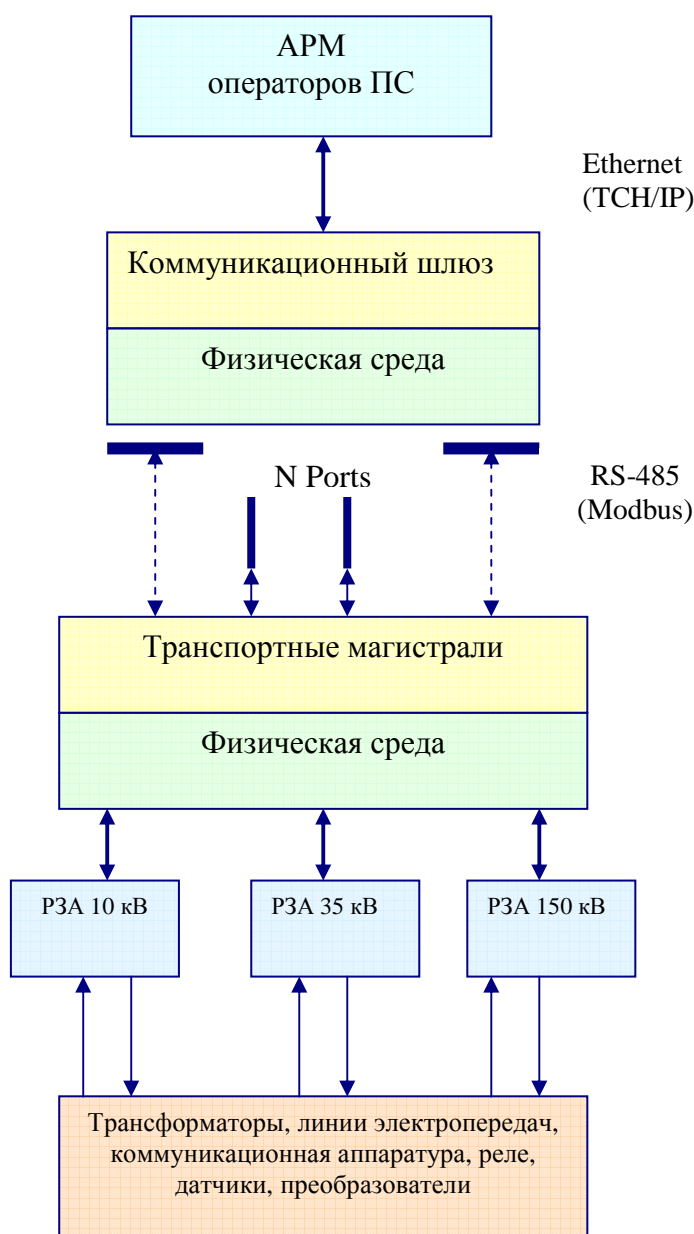 АРМ
операторов ПС
Ethernet
(TCH/IP)
Коммуникационный шлюз
Физическая среда
N Ports
RS-485
(Modbus)
Транспортные магистрали
Физическая среда
РЗА 10 кВ
РЗА 35 кВ
РЗА 150 кВ
Трансформаторы, линии электропередач,
коммуникационная аппаратура, реле,
датчики, преобразователи